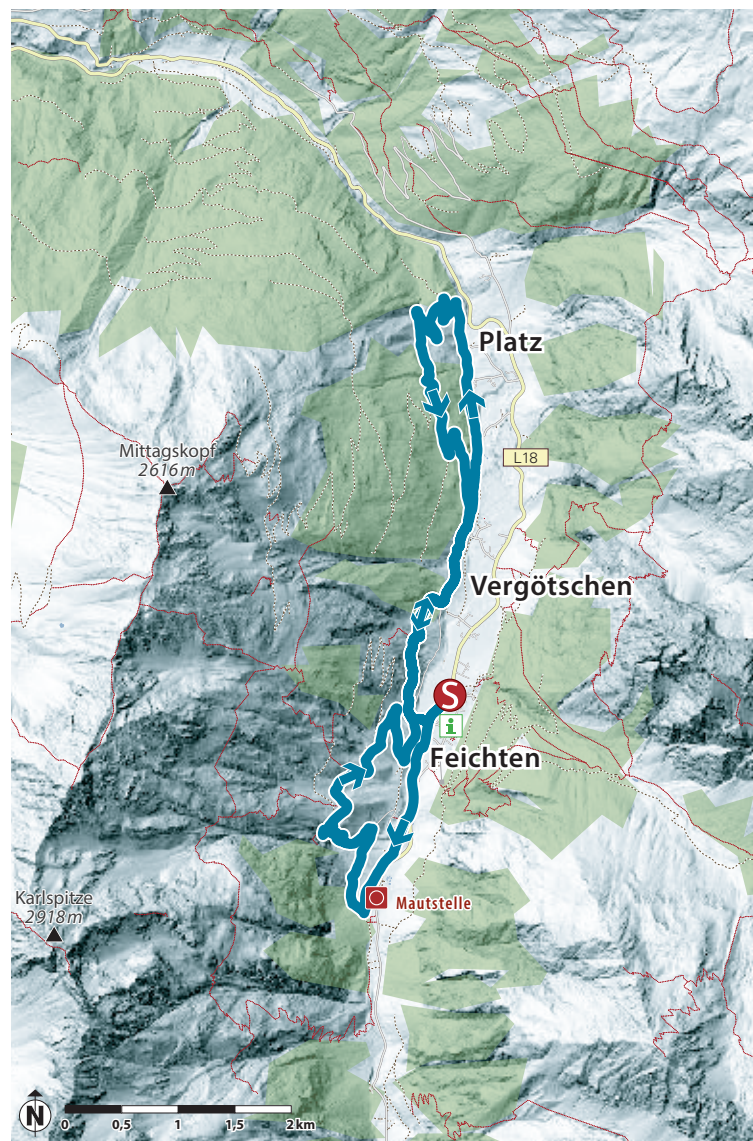 Platz
Mittagskopf
2616 m
L18
Vergötschen
S
i
Feichten
Karlspitze
2918 m
Mautstelle
N
0 0,5 1 1,5 2 km